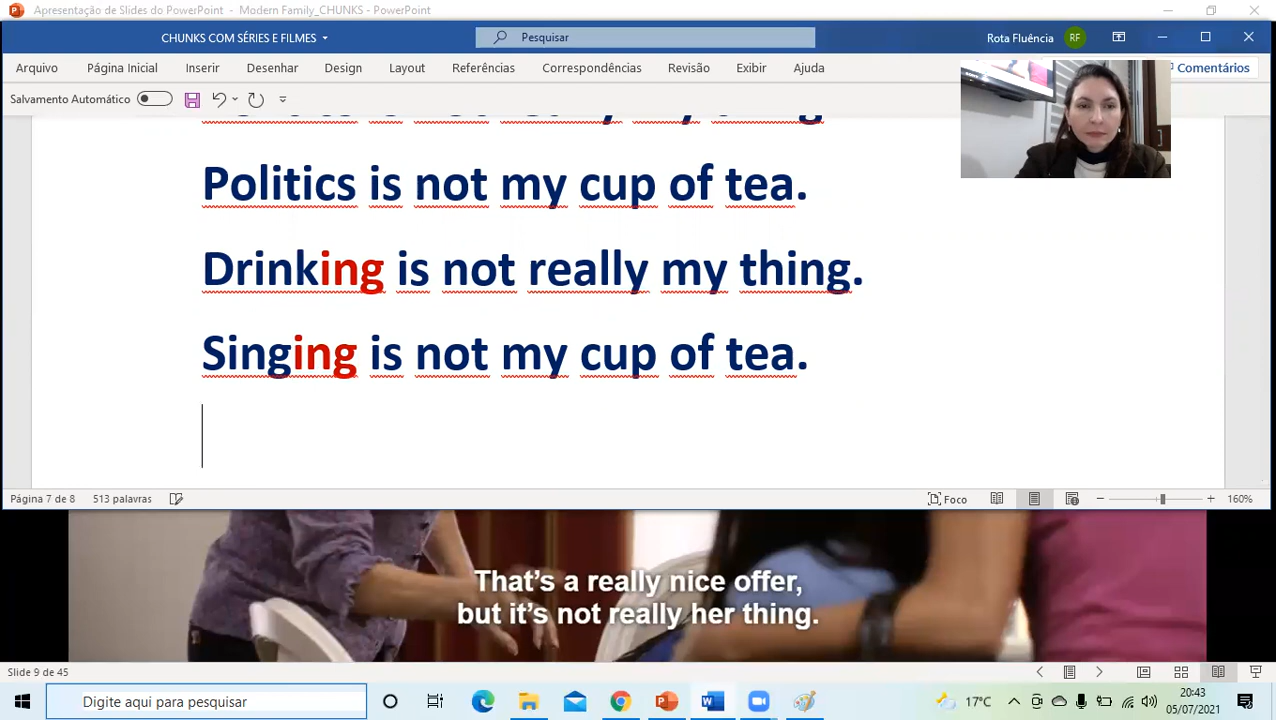 Apresentação de Slides do PowerPoint - Modern Family_CHUNKS - PowerPoint
CHUNKS COM SÉRIES E FILMES
Pesquisar
Rota Fluência RF
Arquivo Página Inicial Inserir Desenhar Design Layout Referências Correspondências Revisão Exibir Ajuda
Comentários
Salvamento Automático
Politics is not my cup of tea.
Drinking is not really my thing.
Singing is not my cup of tea.
Página 7 de 8 513 palavras Foco 160%
That's a really nice offer,
but it's not really her thing.
Slide 9 de 45
Digite aqui para pesquisar
17°C
20:43
05/07/2021